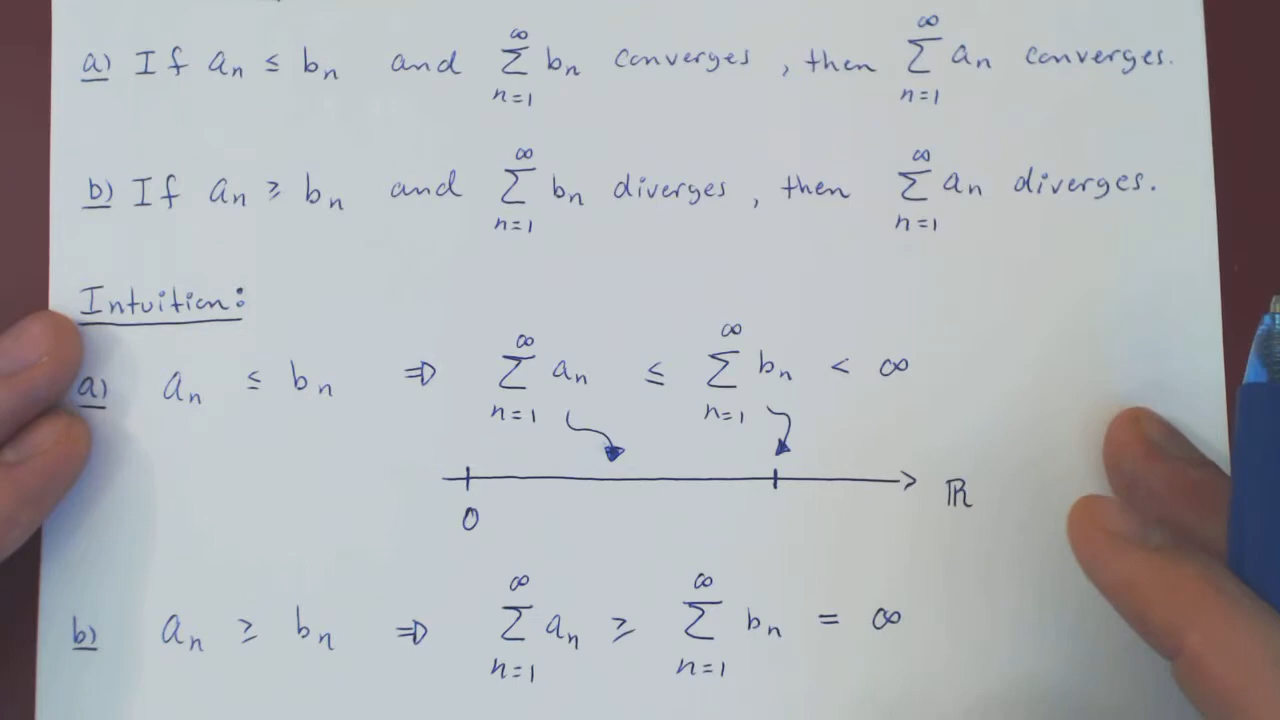 a) If aₙ ≤ bₙ and ∑_{n=1}^{∞} bₙ converges, then ∑_{n=1}^{∞} aₙ converges.
b) If aₙ ≥ bₙ and ∑_{n=1}^{∞} bₙ diverges, then ∑_{n=1}^{∞} aₙ diverges.
Intuition:
a) aₙ ≤ bₙ ⇒ ∑_{n=1}^{∞} aₙ ≤ ∑_{n=1}^{∞} bₙ < ∞
ℝ
0
b) aₙ ≥ bₙ ⇒ ∑_{n=1}^{∞} aₙ ≥ ∑_{n=1}^{∞} bₙ = ∞